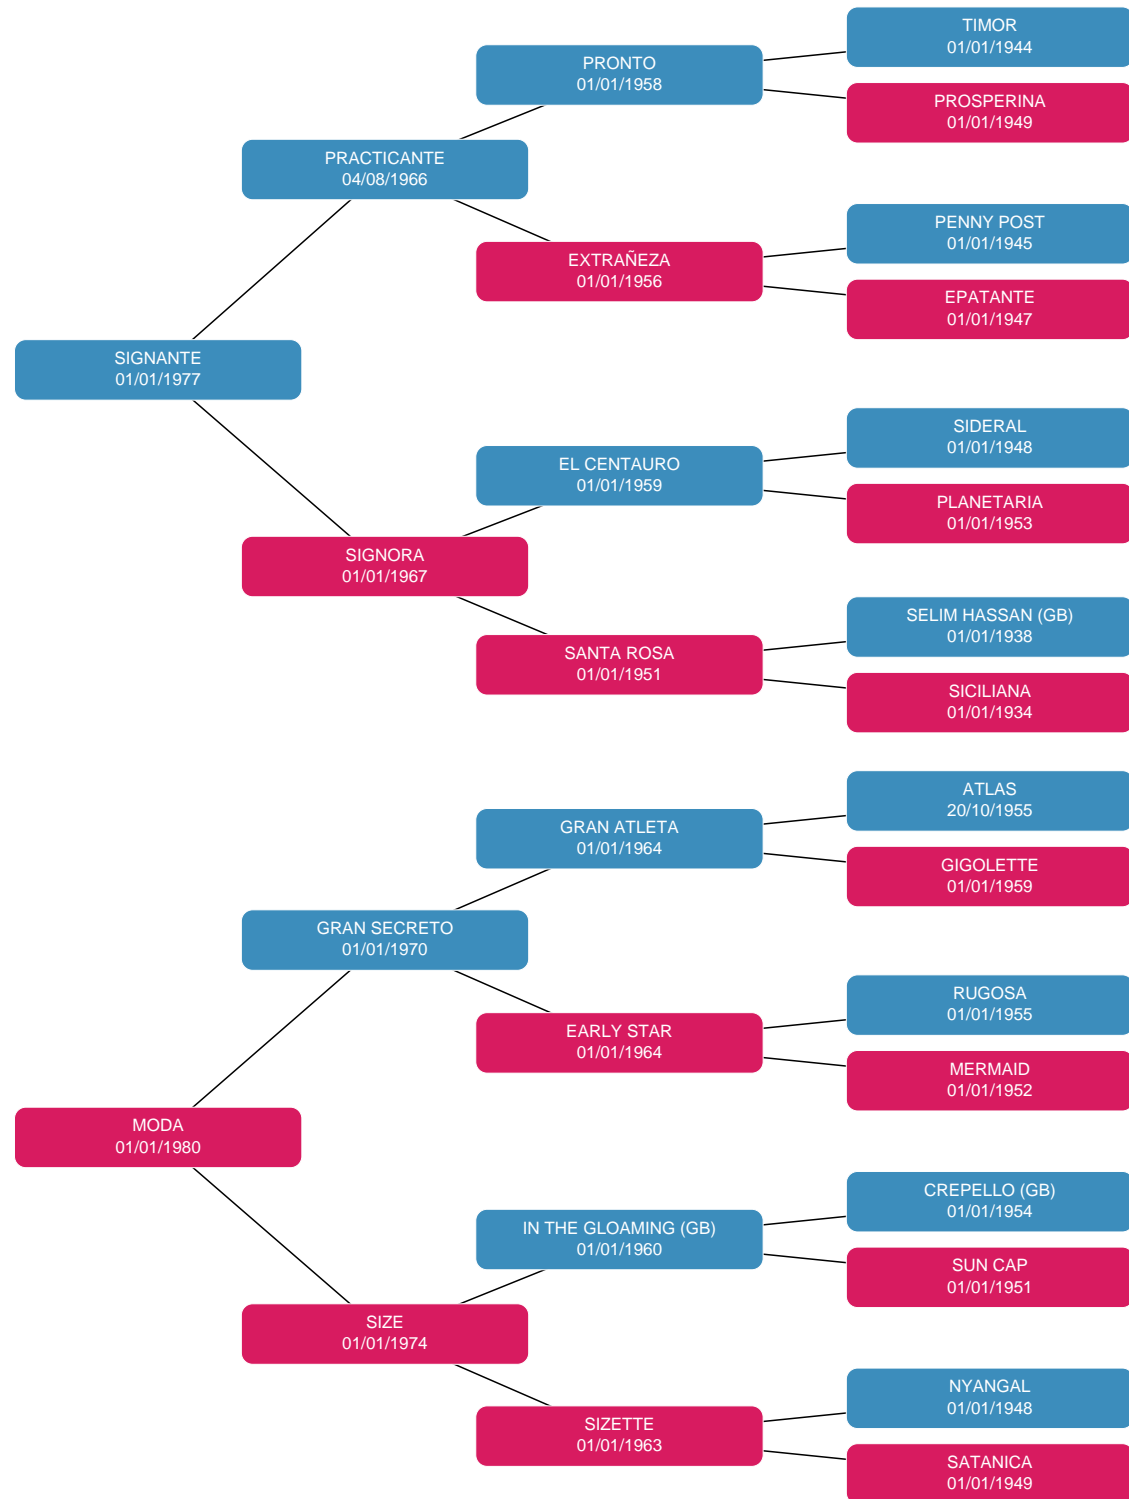 TIMOR
01/01/1944
PRONTO
01/01/1958
PROSPERINA
01/01/1949
PRACTICANTE
04/08/1966
PENNY POST
01/01/1945
EXTRAÑEZA
01/01/1956
EPATANTE
01/01/1947
SIGNANTE
01/01/1977
SIDERAL
01/01/1948
EL CENTAURO
01/01/1959
PLANETARIA
01/01/1953
SIGNORA
01/01/1967
SELIM HASSAN (GB)
01/01/1938
SANTA ROSA
01/01/1951
SICILIANA
01/01/1934
ATLAS
20/10/1955
GRAN ATLETA
01/01/1964
GIGOLETTE
01/01/1959
GRAN SECRETO
01/01/1970
RUGOSA
01/01/1955
EARLY STAR
01/01/1964
MERMAID
01/01/1952
MODA
01/01/1980
CREPELLO (GB)
01/01/1954
IN THE GLOAMING (GB)
01/01/1960
SUN CAP
01/01/1951
SIZE
01/01/1974
NYANGAL
01/01/1948
SIZETTE
01/01/1963
SATANICA
01/01/1949